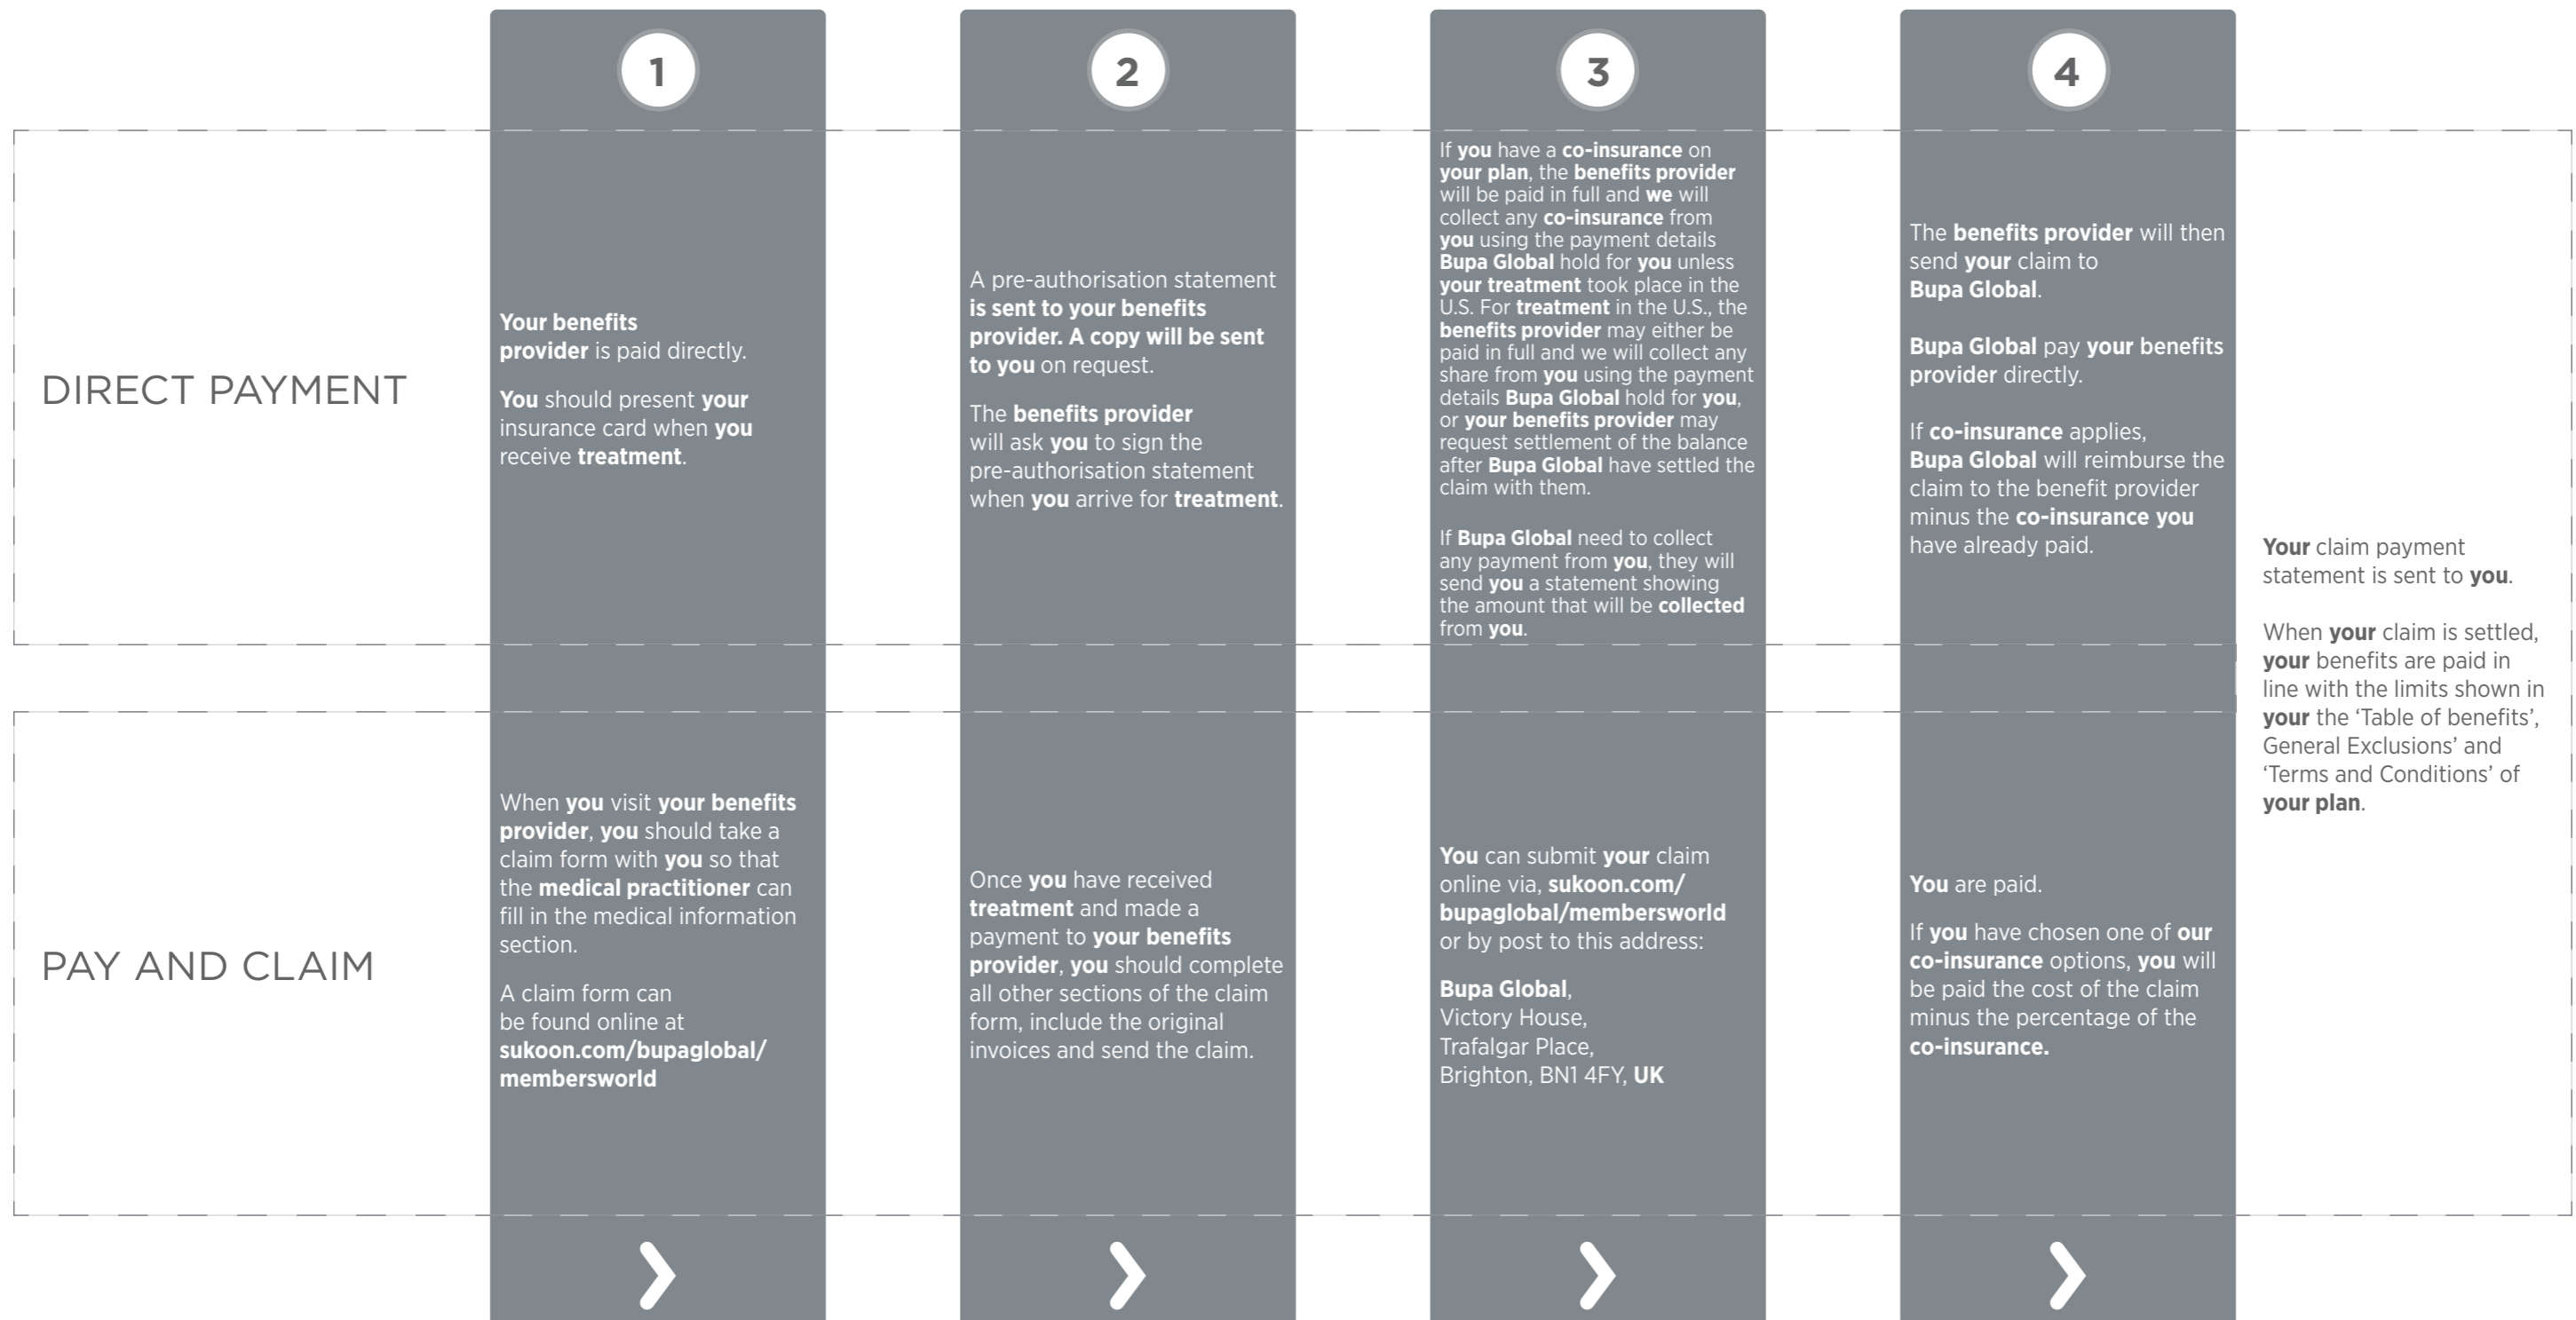 1
2
3
4
DIRECT PAYMENT
Your benefits
provider is paid directly.
You should present your
insurance card when you
receive treatment.
A pre-authorisation statement
is sent to your benefits
provider. A copy will be sent
to you on request.
The benefits provider
will ask you to sign the
pre-authorisation statement
when you arrive for treatment.
If you have a co-insurance on
your plan, the benefits provider
will be paid in full and we will
collect any co-insurance from
you using the payment details
Bupa Global hold for you unless
your treatment took place in the
U.S. For treatment in the U.S., the
benefits provider may either be
paid in full and we will collect any
share from you using the payment
details Bupa Global hold for you,
or your benefits provider may
request settlement of the balance
after Bupa Global have settled the
claim with them.
If Bupa Global need to collect
any payment from you, they will
send you a statement showing
the amount that will be collected
from you.
The benefits provider will then
send your claim to
Bupa Global.
Bupa Global pay your benefits
provider directly.
If co-insurance applies,
Bupa Global will reimburse the
claim to the benefit provider
minus the co-insurance you
have already paid.
PAY AND CLAIM
When you visit your benefits
provider, you should take a
claim form with you so that
the medical practitioner can
fill in the medical information
section.
A claim form can
be found online at
sukoon.com/bupaglobal/
membersworld
Once you have received
treatment and made a
payment to your benefits
provider, you should complete
all other sections of the claim
form, include the original
invoices and send the claim.
You can submit your claim
online via, sukoon.com/
bupaglobal/membersworld
or by post to this address:
Bupa Global,
Victory House,
Trafalgar Place,
Brighton, BN1 4FY, UK
You are paid.
If you have chosen one of our
co-insurance options, you will
be paid the cost of the claim
minus the percentage of the
co-insurance.
Your claim payment
statement is sent to you.
When your claim is settled,
your benefits are paid in
line with the limits shown in
your the ‘Table of benefits’,
General Exclusions’ and
‘Terms and Conditions’ of
your plan.